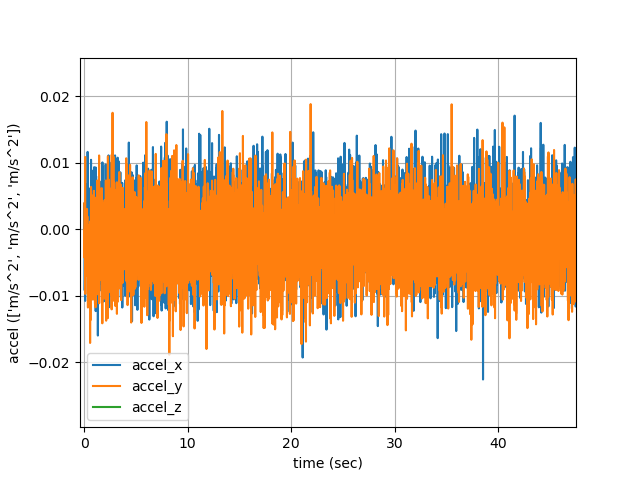 0.02
0.01
0.00
−0.01
−0.02
accel (['m/s^2', 'm/s^2', 'm/s^2'])
accel_x
accel_y
accel_z
0
10
20
30
40
time (sec)